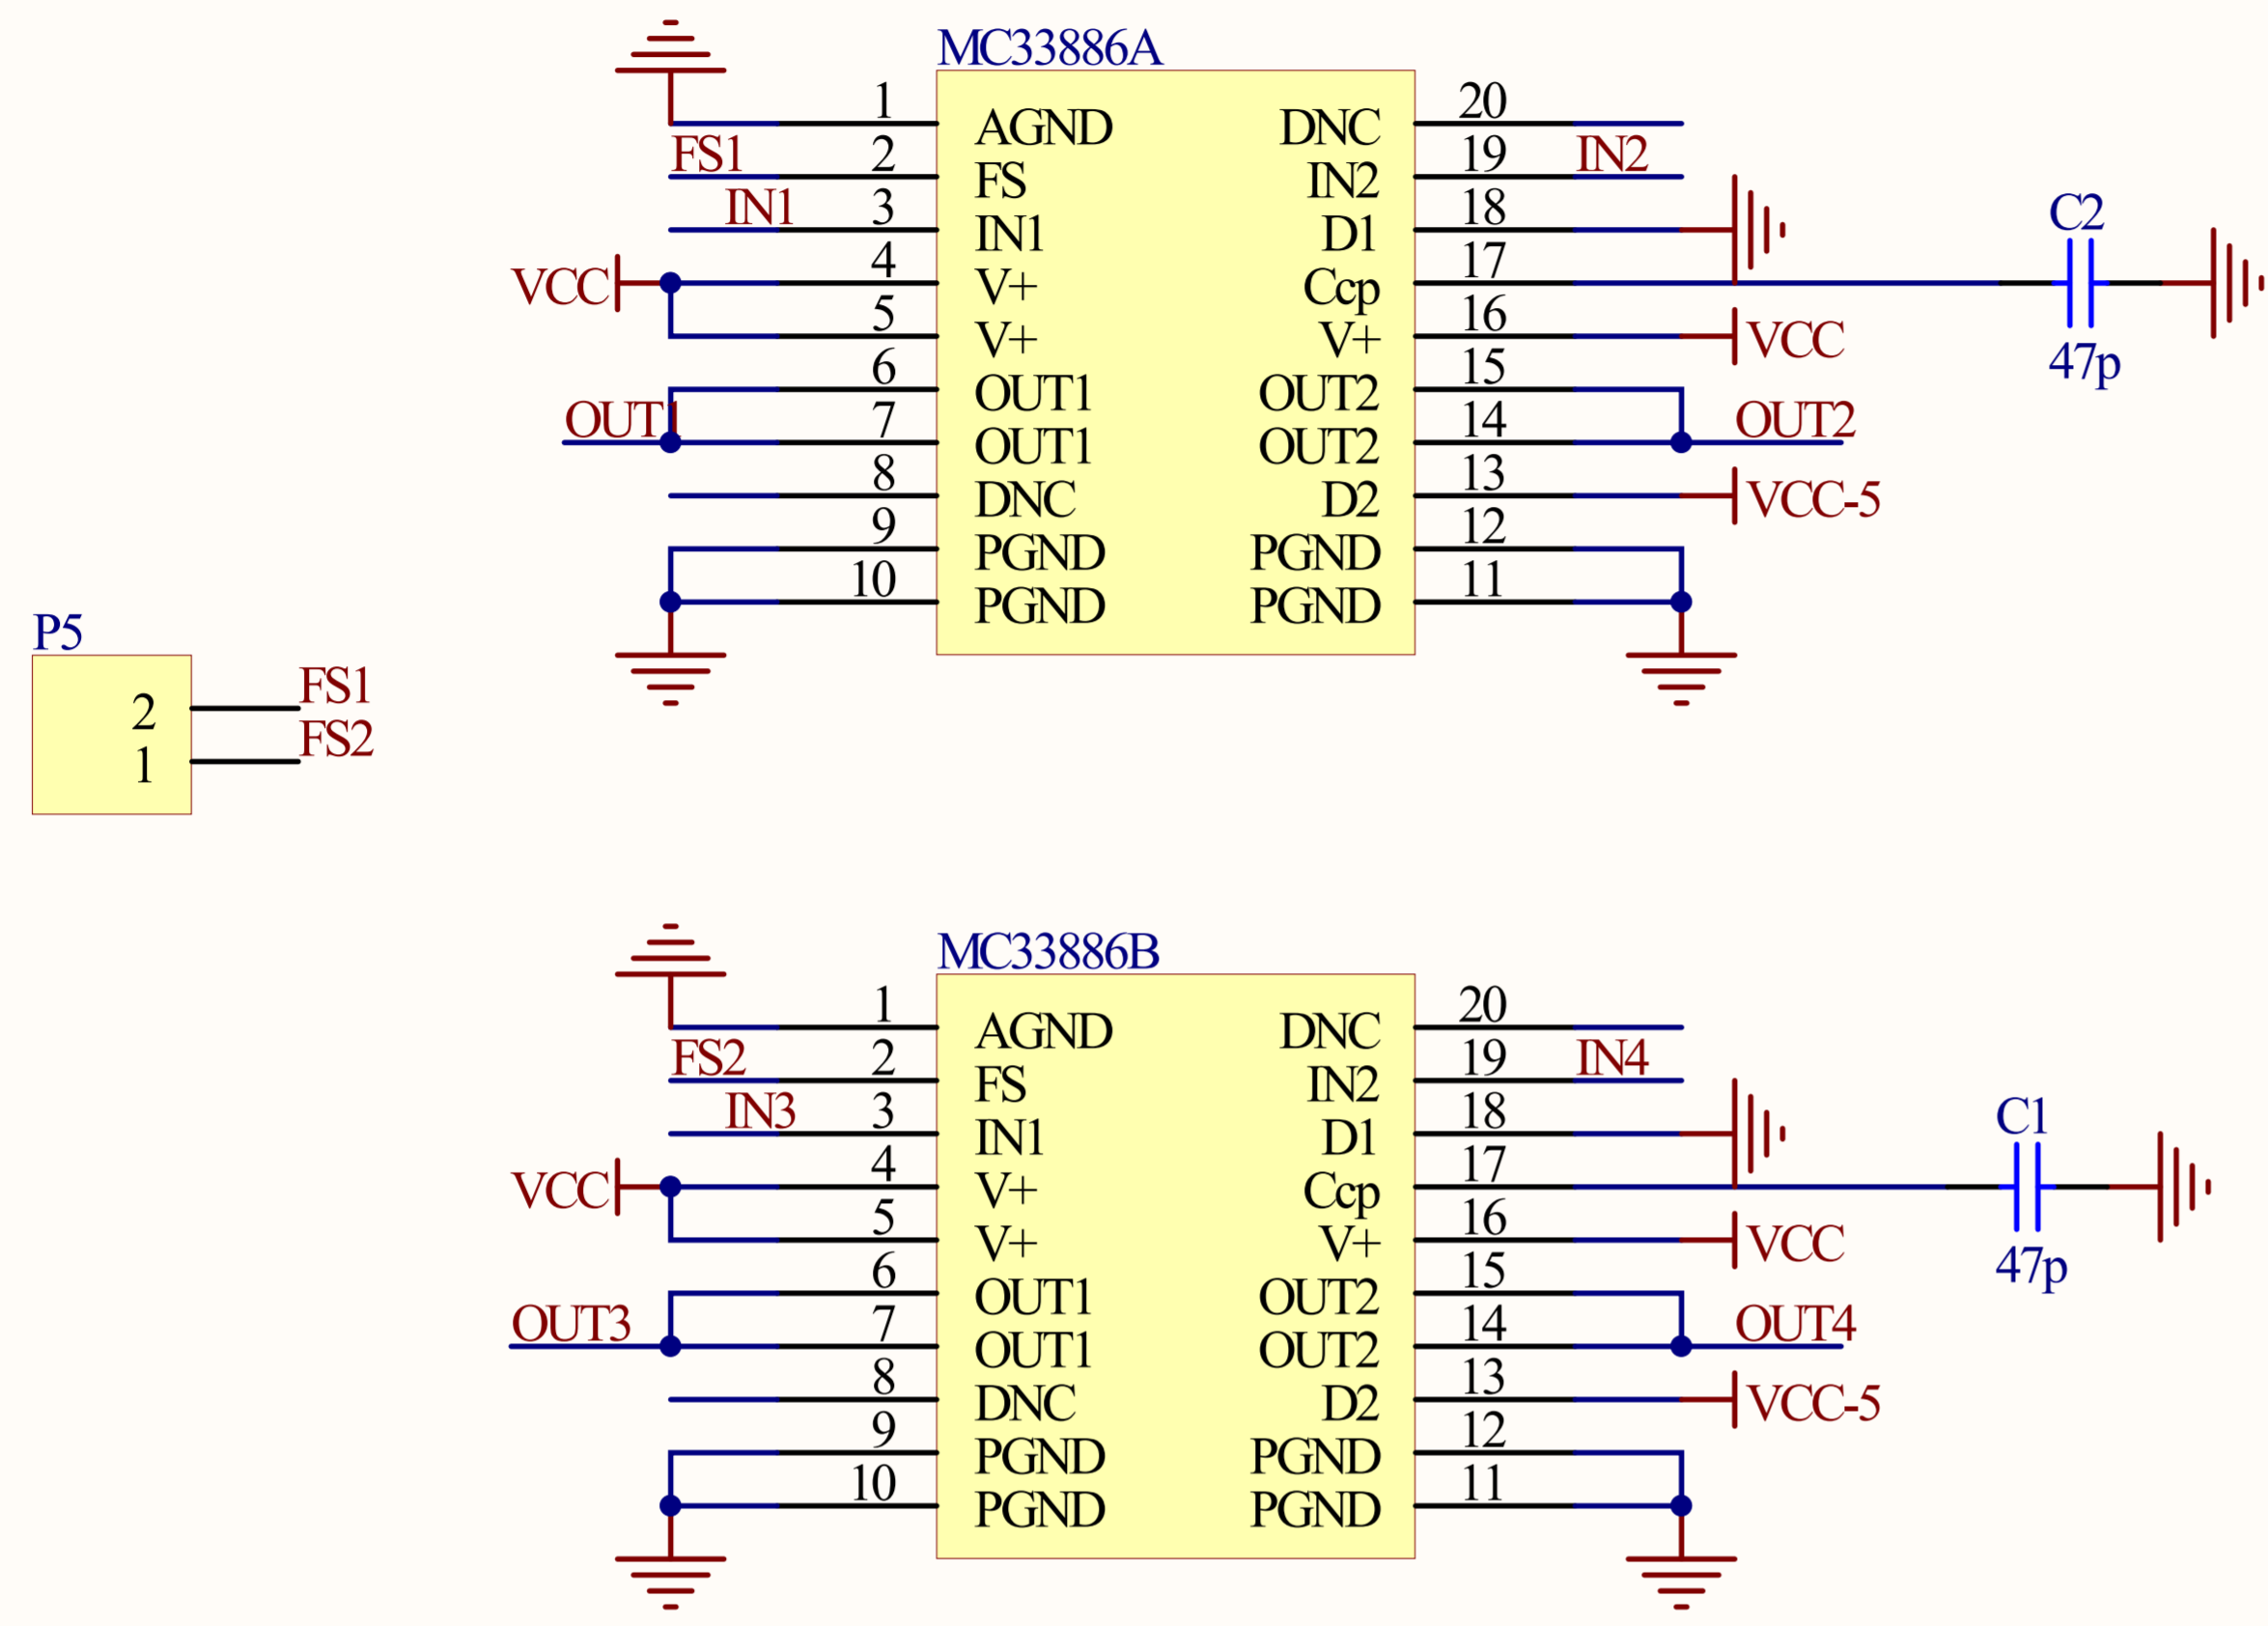 MC33886A
1 AGND DNC 20
FS1 2 FS IN2 19 IN2
IN1 3 IN1 D1 18
VCC 4 V+ Ccp 17 C2
5 V+ V+ 16 VCC 47p
6 OUT1 OUT2 15
OUT1 7 OUT1 OUT2 14 OUT2
8 DNC D2 13 VCC-5
9 PGND PGND 12
10 PGND PGND 11
P5
2 FS1
1 FS2
MC33886B
1 AGND DNC 20
FS2 2 FS IN2 19 IN4
IN3 3 IN1 D1 18 C1
VCC 4 V+ Ccp 17
5 V+ V+ 16 VCC 47p
6 OUT1 OUT2 15
OUT3 7 OUT1 OUT2 14 OUT4
8 DNC D2 13 VCC-5
9 PGND PGND 12
10 PGND PGND 11